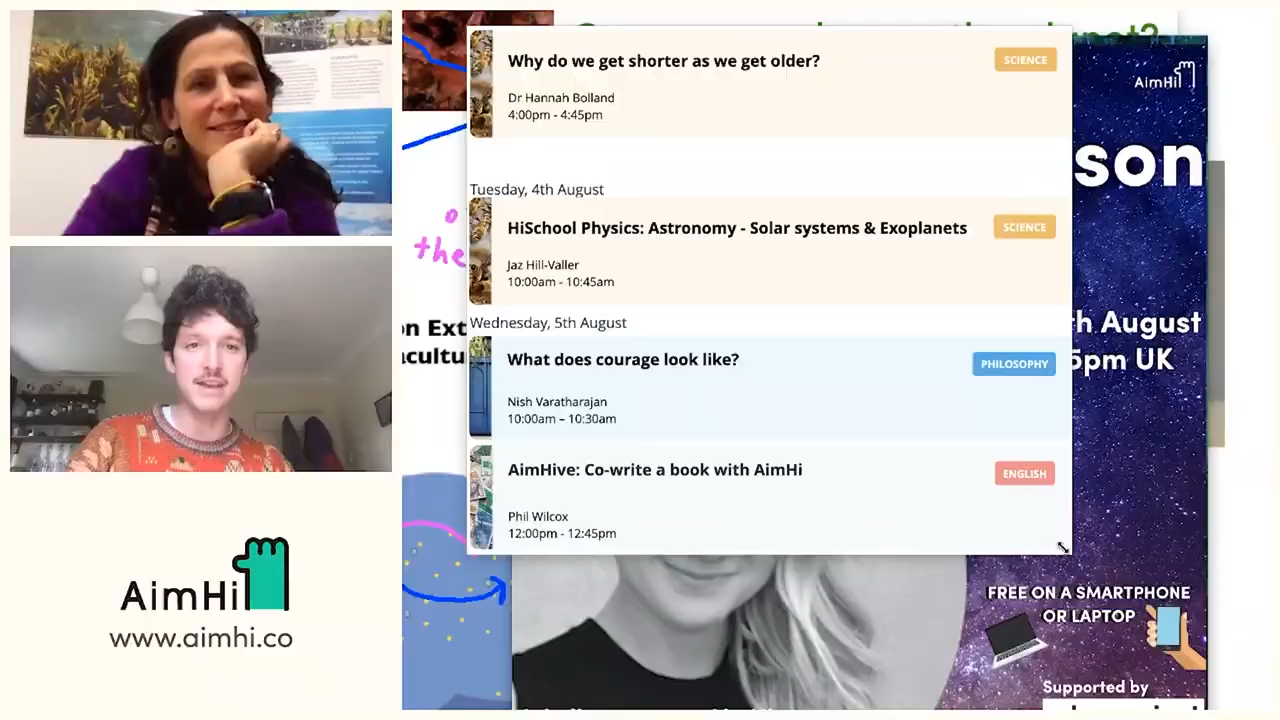 Why do we get shorter as we get older?
SCIENCE
Dr Hannah Bolland
4:00pm - 4:45pm
Tuesday, 4th August
HiSchool Physics: Astronomy - Solar systems & Exoplanets
SCIENCE
Jaz Hill-Valler
10:00am - 10:45am
Wednesday, 5th August
What does courage look like?
PHILOSOPHY
Nish Varatharajan
10:00am – 10:30am
AimHive: Co-write a book with AimHi
ENGLISH
Phil Wilcox
12:00pm - 12:45pm
AimHi
son
h August
5pm UK
FREE ON A SMARTPHONE
OR LAPTOP
Supported by
o
the
n Ext
cultu
AimHi
www.aimhi.co